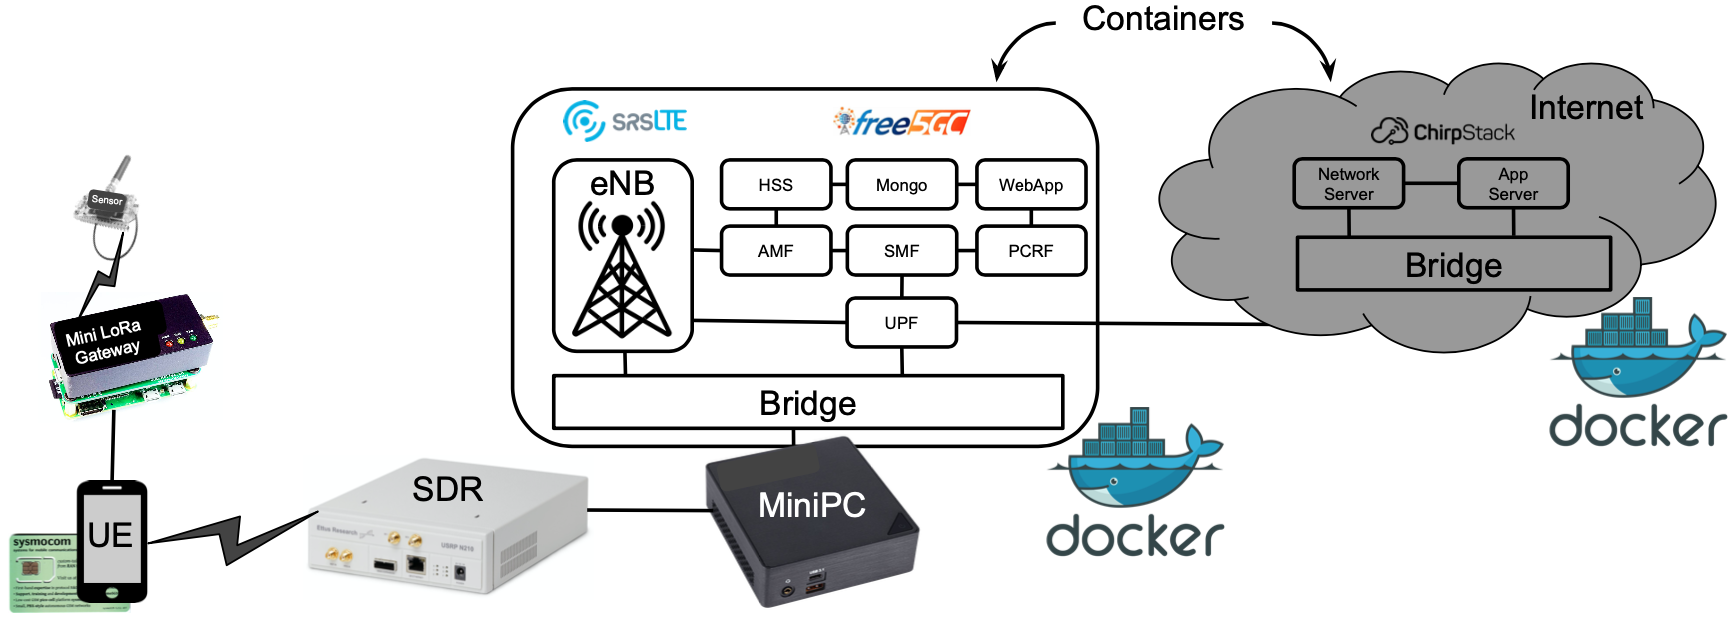 Containers
srsLTE
free5GC
Internet
ChirpStack
eNB
HSS
Mongo
WebApp
Network
Server
App
Server
Sensor
AMF
SMF
PCRF
Bridge
Mini LoRa
Gateway
UPF
Bridge
docker
docker
SDR
MiniPC
UE
sysmocom
Ettus Research
USRP N210